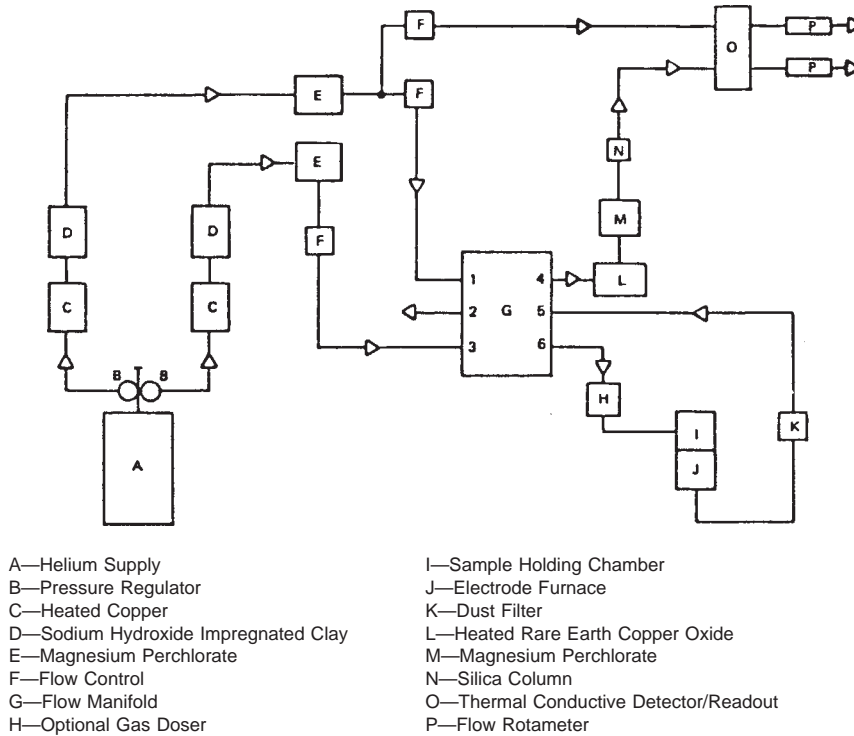 F
P
O
P
E
F
N
E
D
D
F
M
1 4
L
C
C
2 G 5
3 6
B B
H
I
K
A
J
A—Helium Supply
B—Pressure Regulator
C—Heated Copper
D—Sodium Hydroxide Impregnated Clay
E—Magnesium Perchlorate
F—Flow Control
G—Flow Manifold
H—Optional Gas Doser
I—Sample Holding Chamber
J—Electrode Furnace
K—Dust Filter
L—Heated Rare Earth Copper Oxide
M—Magnesium Perchlorate
N—Silica Column
O—Thermal Conductive Detector/Readout
P—Flow Rotameter